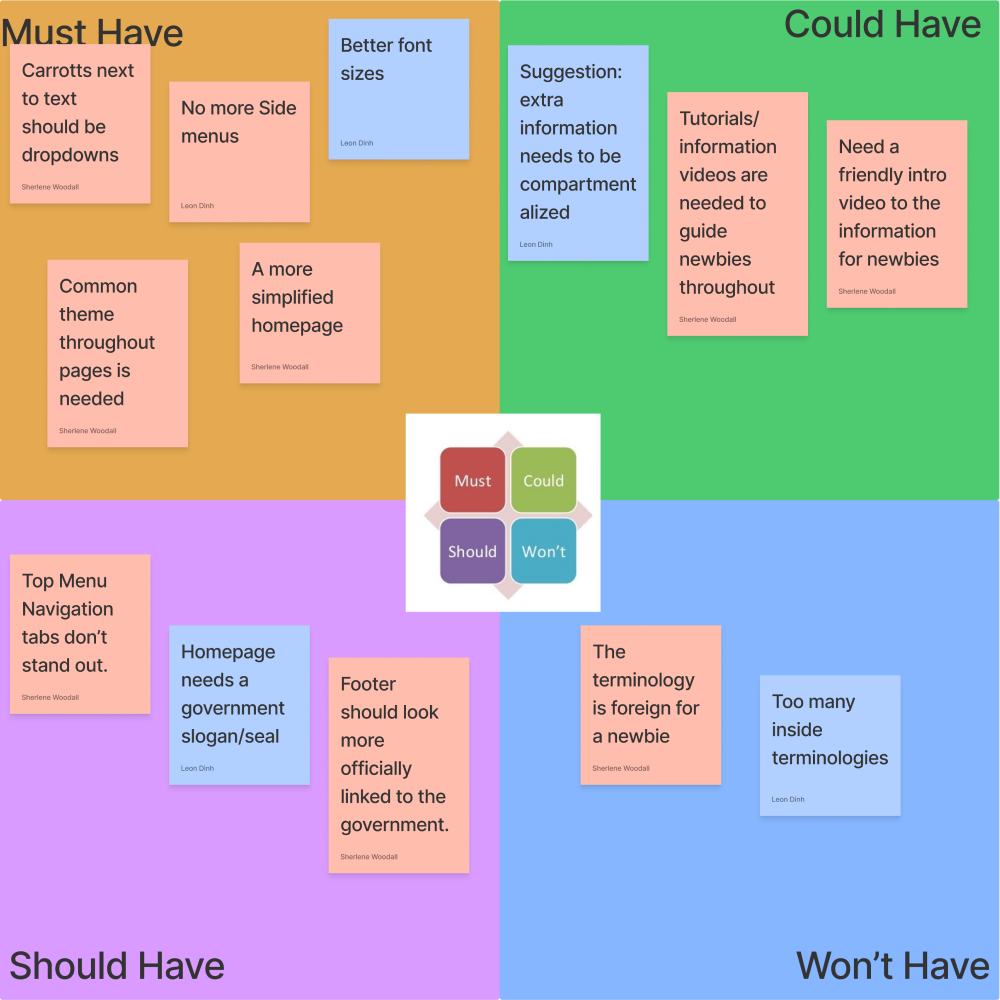 Must Have
Carrotts next
to text
should be
dropdowns
Sherlene Woodall
No more Side
menus
Leon Dinh
Better font
sizes
Leon Dinh
Common
theme
throughout
pages is
needed
Sherlene Woodall
A more
simplified
homepage
Sherlene Woodall
Could Have
Suggestion:
extra
information
needs to be
compartment
alized
Leon Dinh
Tutorials/
information
videos are
needed to
guide
newbies
throughout
Sherlene Woodall
Need a
friendly intro
video to the
information
for newbies
Sherlene Woodall
Must
Could
Should
Won't
Top Menu
Navigation
tabs don’t
stand out.
Sherlene Woodall
Homepage
needs a
government
slogan/seal
Leon Dinh
Footer
should look
more
officially
linked to the
government.
Sherlene Woodall
Should Have
The
terminology
is foreign for
a newbie
Sherlene Woodall
Too many
inside
terminologies
Leon Dinh
Won’t Have